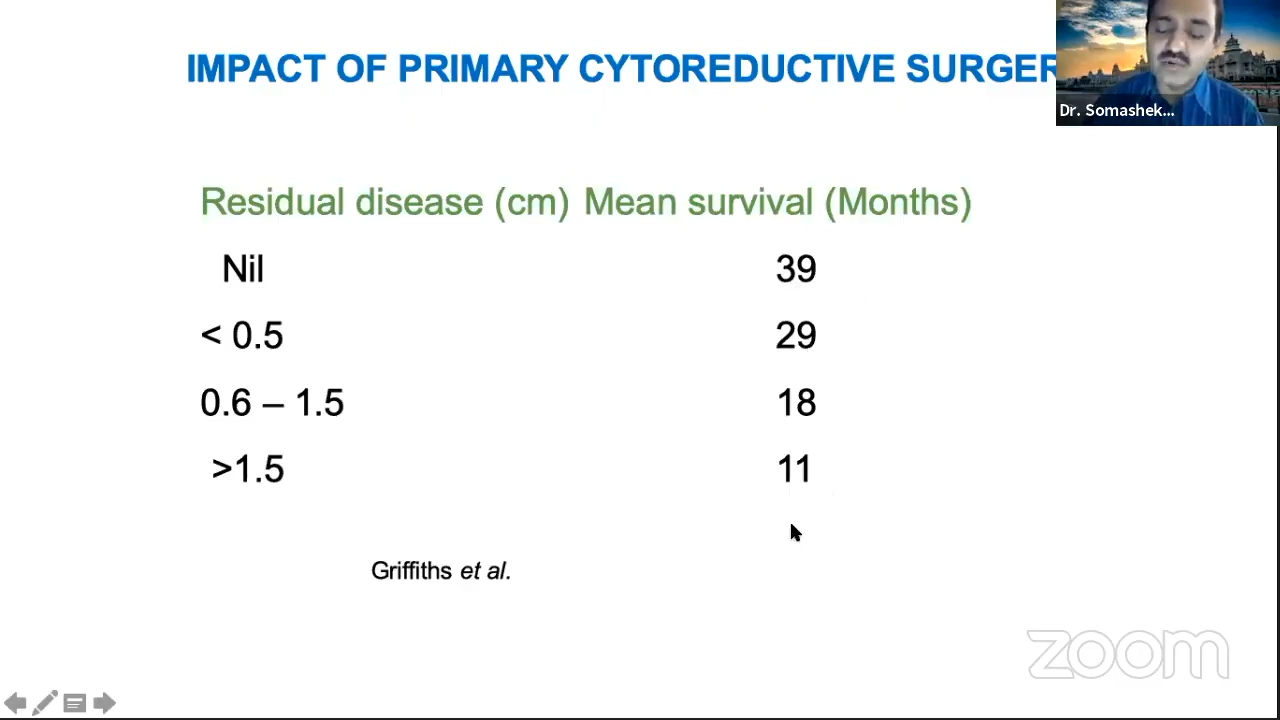 IMPACT OF PRIMARY CYTOREDUCTIVE SURGER
Dr. Somashek...
Residual disease (cm) Mean survival (Months)
Nil 39
< 0.5 29
0.6 – 1.5 18
>1.5 11
Griffiths et al.
zoom